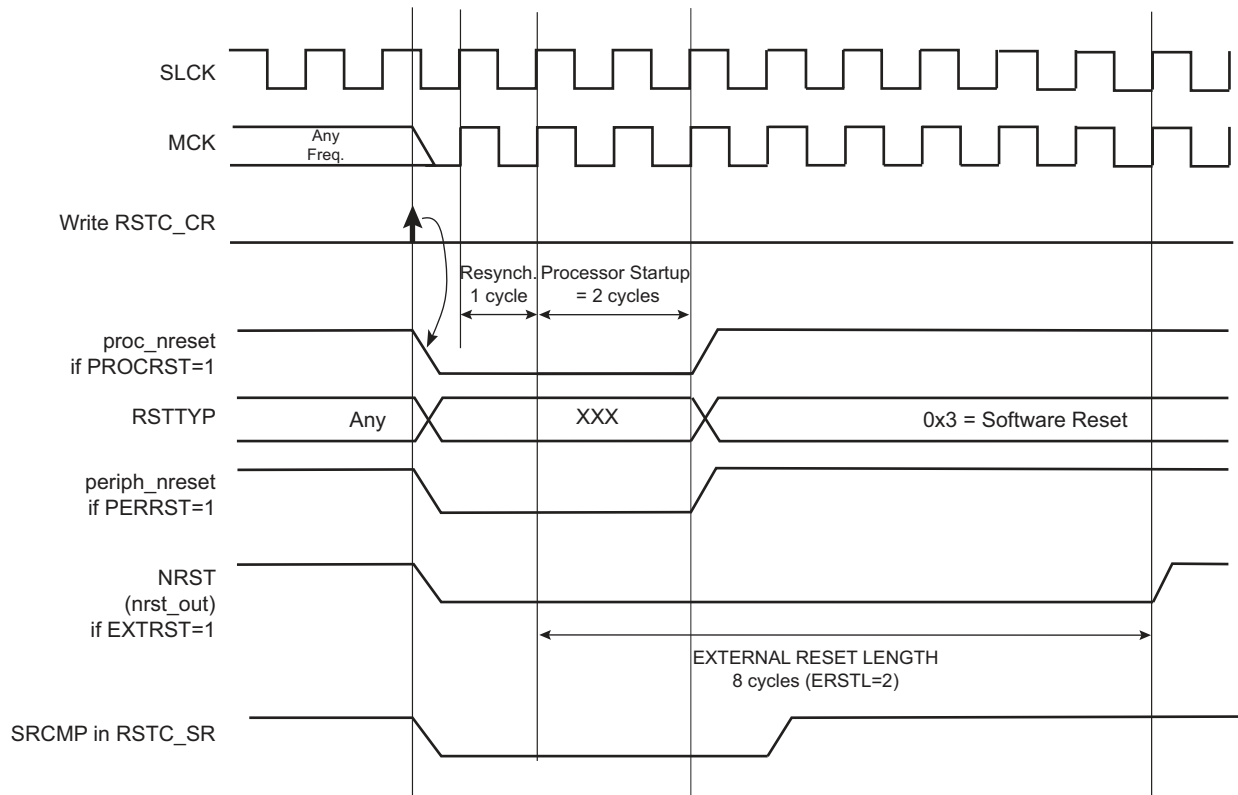 SLCK
MCK
Any
Freq.
Write RSTC_CR
Resynch.
1 cycle
Processor Startup
= 2 cycles
proc_nreset
if PROCRST=1
RSTTYP
Any
XXX
0x3 = Software Reset
periph_nreset
if PERRST=1
NRST
(nrst_out)
if EXTRST=1
EXTERNAL RESET LENGTH
8 cycles (ERSTL=2)
SRCMP in RSTC_SR